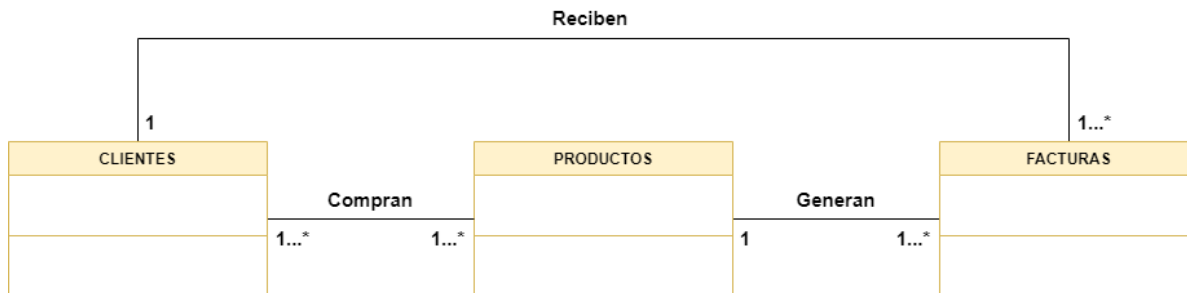 Reciben
1
1...*
CLIENTES
PRODUCTOS
FACTURAS
Compran
Generan
1...*
1...*
1
1...*